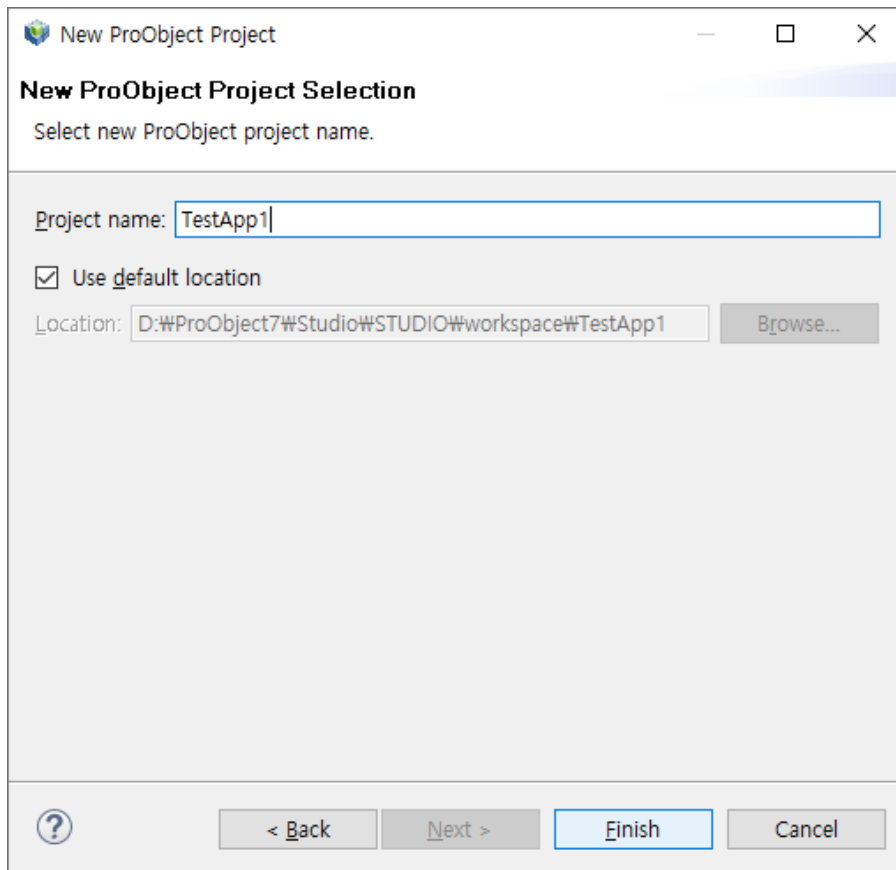 New ProObject Project
New ProObject Project Selection
Select new ProObject project name.
Project name: TestApp1
Use default location
Location: D:₩ProObject7₩Studio₩STUDIO₩workspace₩TestApp1 Browse...
? < Back Next > Finish Cancel